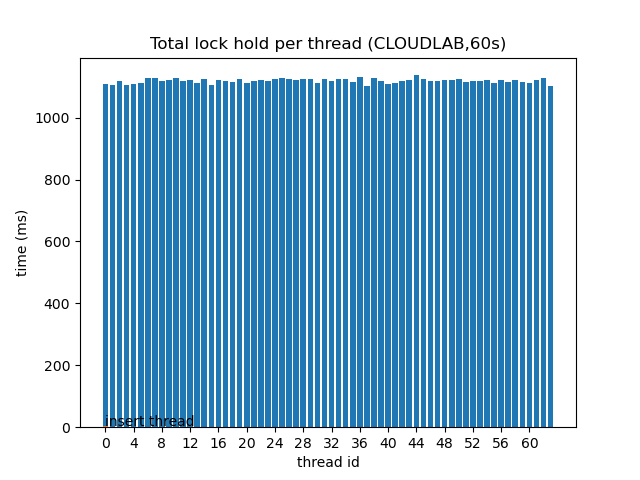 Total lock hold per thread (CLOUDLAB,60s)
1000
800
600
400
200
0
time (ms)
insert thread
0 4 8 12 16 20 24 28 32 36 40 44 48 52 56 60
thread id